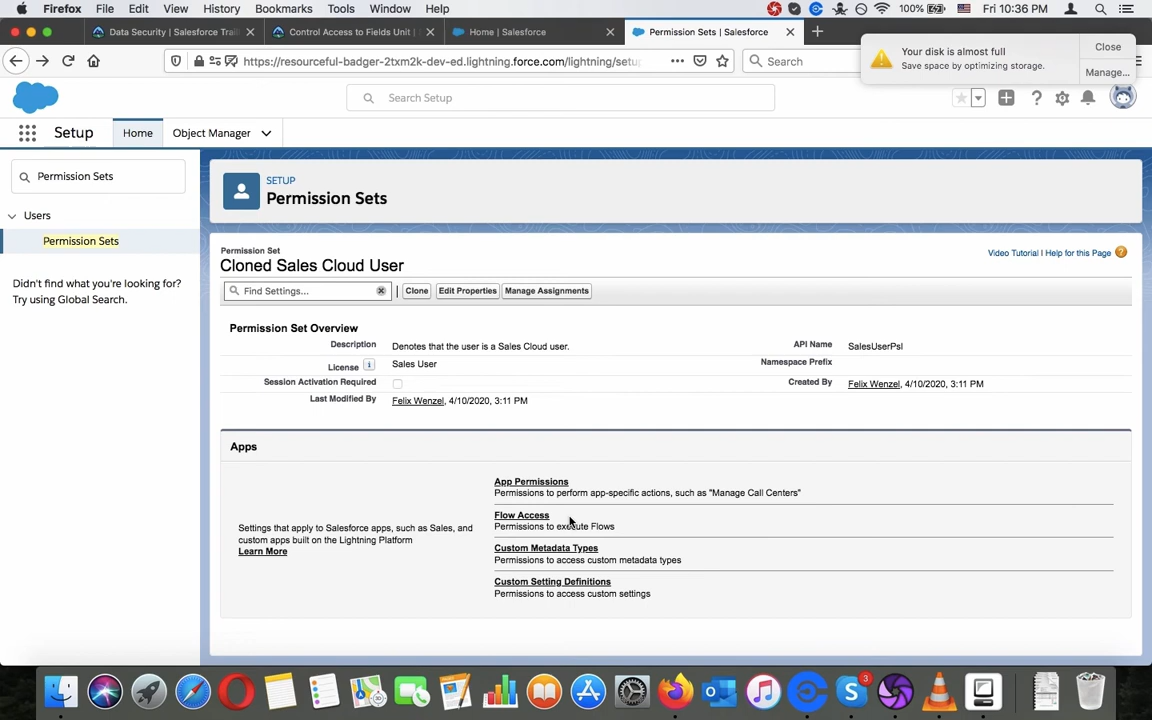 Firefox File Edit View History Bookmarks Tools Window Help
100% Fri 10:36 PM
Data Security | Salesforce Trai
Control Access to Fields Unit |
Home | Salesforce
Permission Sets | Salesforce
Your disk is almost full
Save space by optimizing storage.
Close
Manage...
https://resourceful-badger-2txm2k-dev-ed.lightning.force.com/lightning/setup
Search
Search Setup
Setup
Home
Object Manager
Permission Sets
Users
Permission Sets
Didn't find what you're looking for?
Try using Global Search.
SETUP
Permission Sets
Permission Set
Cloned Sales Cloud User
Video Tutorial | Help for this Page
Find Settings...
Clone
Edit Properties
Manage Assignments
Permission Set Overview
Description Denotes that the user is a Sales Cloud user.
API Name SalesUserPsl
License i Sales User
Namespace Prefix
Session Activation Required
Created By Felix Wenzel, 4/10/2020, 3:11 PM
Last Modified By Felix Wenzel, 4/10/2020, 3:11 PM
Apps
Settings that apply to Salesforce apps, such as Sales, and
custom apps built on the Lightning Platform
Learn More
App Permissions
Permissions to perform app-specific actions, such as "Manage Call Centers"
Flow Access
Permissions to execute Flows
Custom Metadata Types
Permissions to access custom metadata types
Custom Setting Definitions
Permissions to access custom settings
3